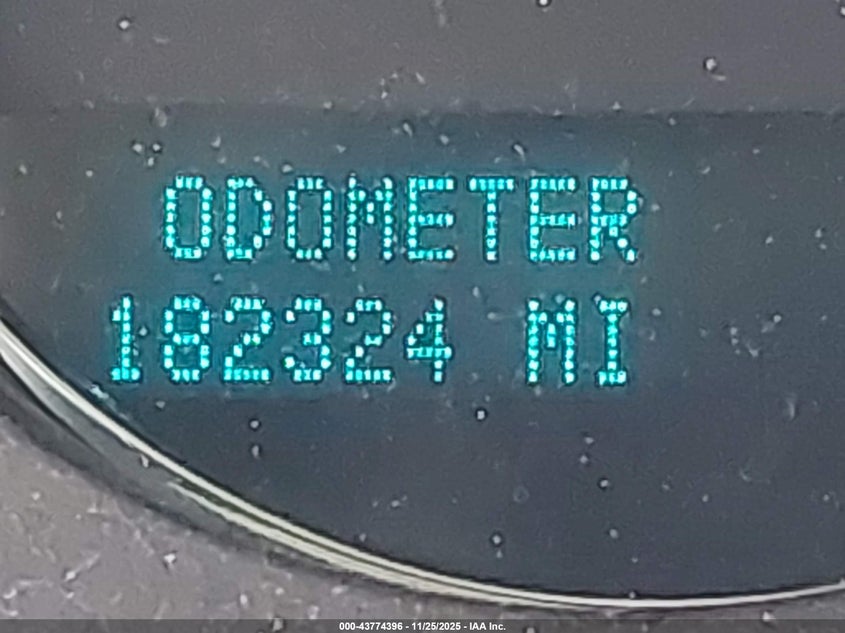 ODOMETER
182324 MI
000-43774396 - 11/25/2025 - IAA Inc.